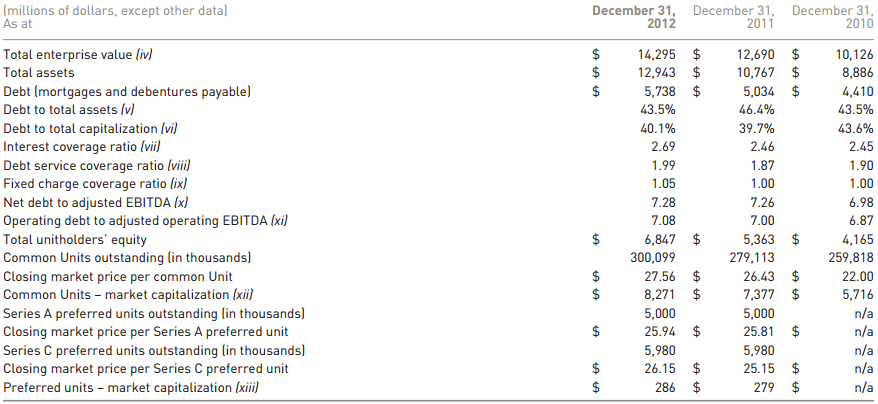 (millions of dollars, except other data) December 31, December 31, December 31,
As at 2012 2011 2010
Total enterprise value (iv) $ 14,295 $ 12,690 $ 10,126
Total assets $ 12,943 $ 10,767 $ 8,886
Debt (mortgages and debentures payable) $ 5,738 $ 5,034 $ 4,410
Debt to total assets (v) 43.5% 46.4% 43.5%
Debt to total capitalization (vi) 40.1% 39.7% 43.6%
Interest coverage ratio (vii) 2.69 2.46 2.45
Debt service coverage ratio (viii) 1.99 1.87 1.90
Fixed charge coverage ratio (ix) 1.05 1.00 1.00
Net debt to adjusted EBITDA (x) 7.28 7.26 6.98
Operating debt to adjusted operating EBITDA (xi) 7.08 7.00 6.87
Total unitholders’ equity $ 6,847 $ 5,363 $ 4,165
Common Units outstanding (in thousands) 300,099 279,113 259,818
Closing market price per common Unit $ 27.56 $ 26.43 $ 22.00
Common Units – market capitalization (xii) $ 8,271 $ 7,377 $ 5,716
Series A preferred units outstanding (in thousands) 5,000 5,000 n/a
Closing market price per Series A preferred unit $ 25.94 $ 25.81 $ n/a
Series C preferred units outstanding (in thousands) 5,980 5,980 n/a
Closing market price per Series C preferred unit $ 26.15 $ 25.15 $ n/a
Preferred units – market capitalization (xiii) $ 286 $ 279 $ n/a